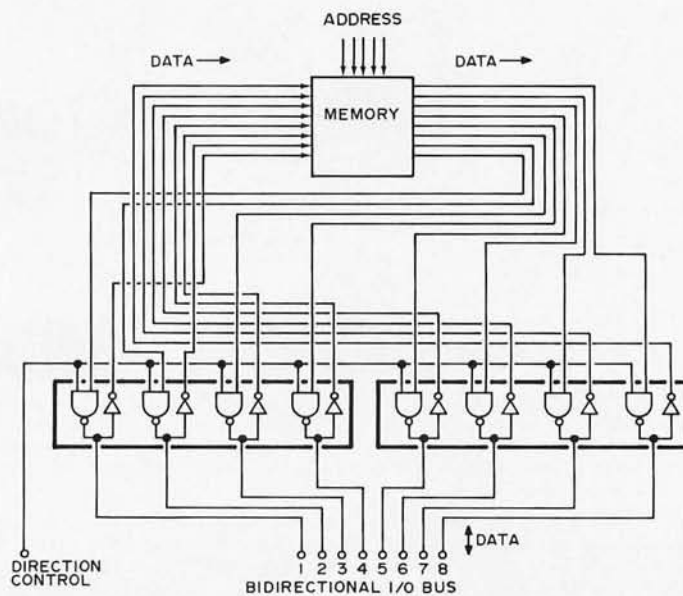 ADDRESS
DATA
DATA
MEMORY
DATA
1 2 3 4 5 6 7 8
DIRECTION
CONTROL
BIDIRECTIONAL I/O BUS